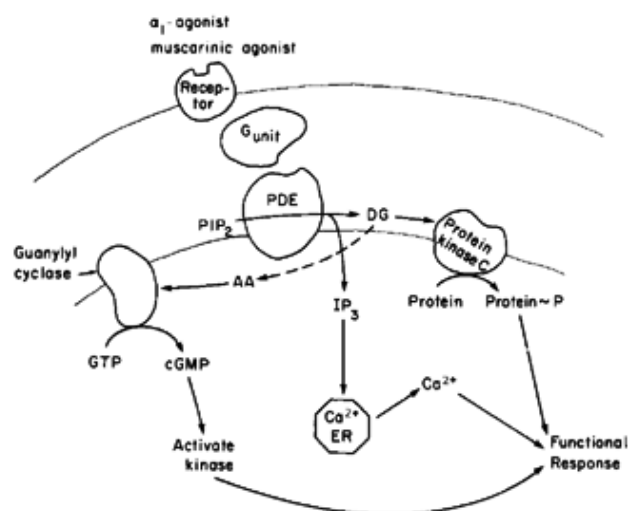 α₁-agonist
muscarinic agonist
Recep-
tor
G unit
PDE
PIP₂
DG
Protein
kinase C
Guanylyl
cyclase
AA
IP₃
Protein
Protein~P
GTP
cGMP
Ca²⁺
ER
Ca²⁺
Activate
kinase
Functional
Response